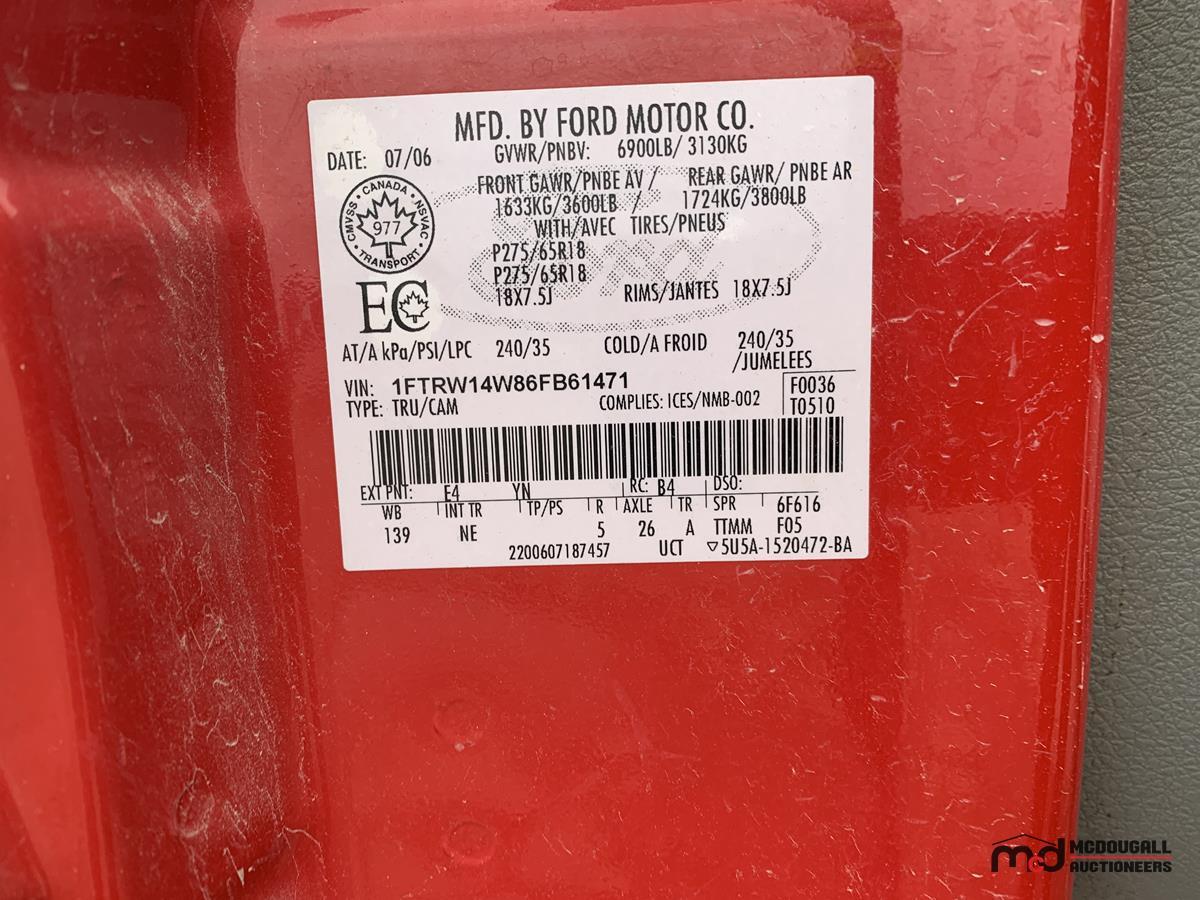 MFD. BY FORD MOTOR CO.
DATE: 07/06
GVWR/PNBV: 6900LB/ 3130KG
FRONT GAWR/PNBE AV / REAR GAWR/ PNBE AR
1633KG/3600LB / 1724KG/3800LB
WITH/AVEC TIRES/PNEUS
CANADA
CMVSS
NSVAC
977
TRANSPORT
P275/65R18
P275/65R18
18X7.5J RIMS/JANTES 18X7.5J
EC
AT/A kPa/PSI/LPC 240/35 COLD/A FROID 240/35
/JUMELEES
VIN: 1FTRW14W86FB61471
F0036
TYPE: TRU/CAM COMPLIES: ICES/NMB-002 T0510
EXT PNT: E4 YN RC: B4 DSO:
WB INT TR TP/PS R AXLE TR SPR 6F616
139 NE 5 26 A TTMM F05
2200607187457 UCT ▽5U5A-1520472-BA
mcd MCDOUGALL
AUCTIONEERS